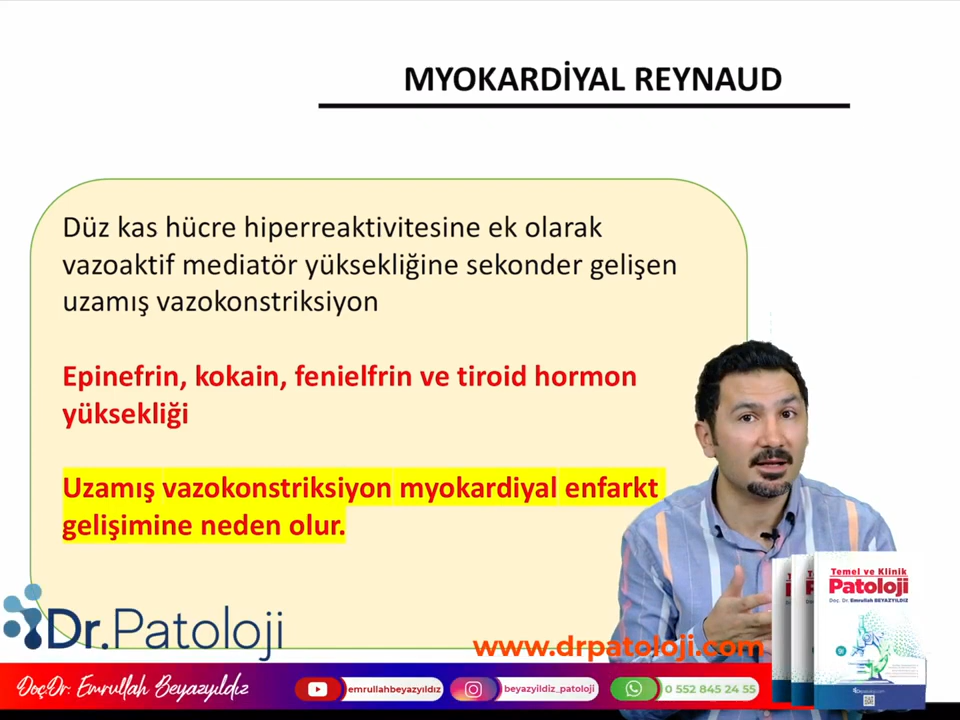 MYOKARDİYAL REYNAUD
Düz kas hücre hiperreaktivitesine ek olarak
vazoaktif mediatör yüksekliğine sekonder gelişen
uzamış vazokonstriksiyon
Epinefrin, kokain, fenielfrin ve tiroid hormon
yüksekliği
Uzamış vazokonstriksiyon myokardiyal enfarkt
gelişimine neden olur.
Dr.Patoloji
www.drpatoloji.com
Temel ve Klinik
Patoloji
Doç. Dr. Emrullah BEYAZYILDIZ
Doç.Dr. Emrullah Beyazyıldız
emrullahbeyazyıldız
beyazyildiz_patoloji
0 552 845 24 55